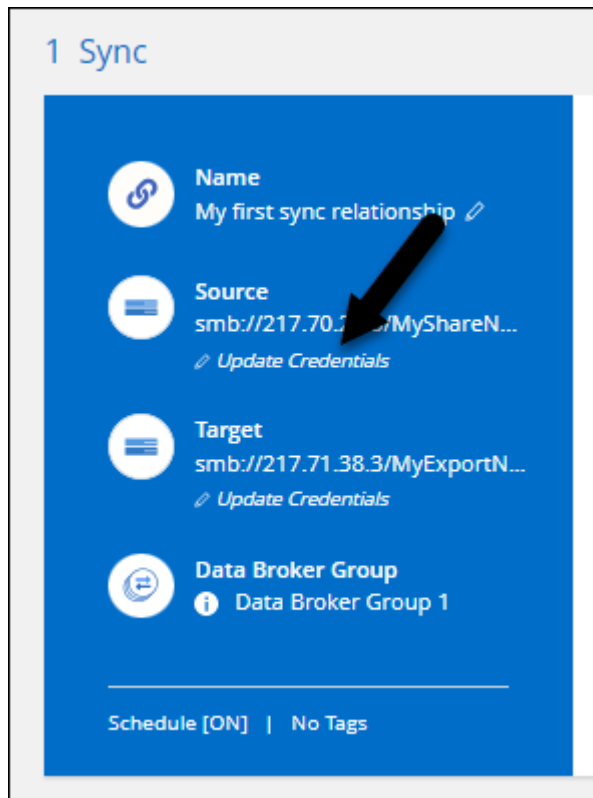 1 Sync
Name
My first sync relationship
Source
smb://217.70.2 /MyShareN...
Update Credentials
Target
smb://217.71.38.3/MyExportN...
Update Credentials
Data Broker Group
Data Broker Group 1
Schedule [ON] | No Tags